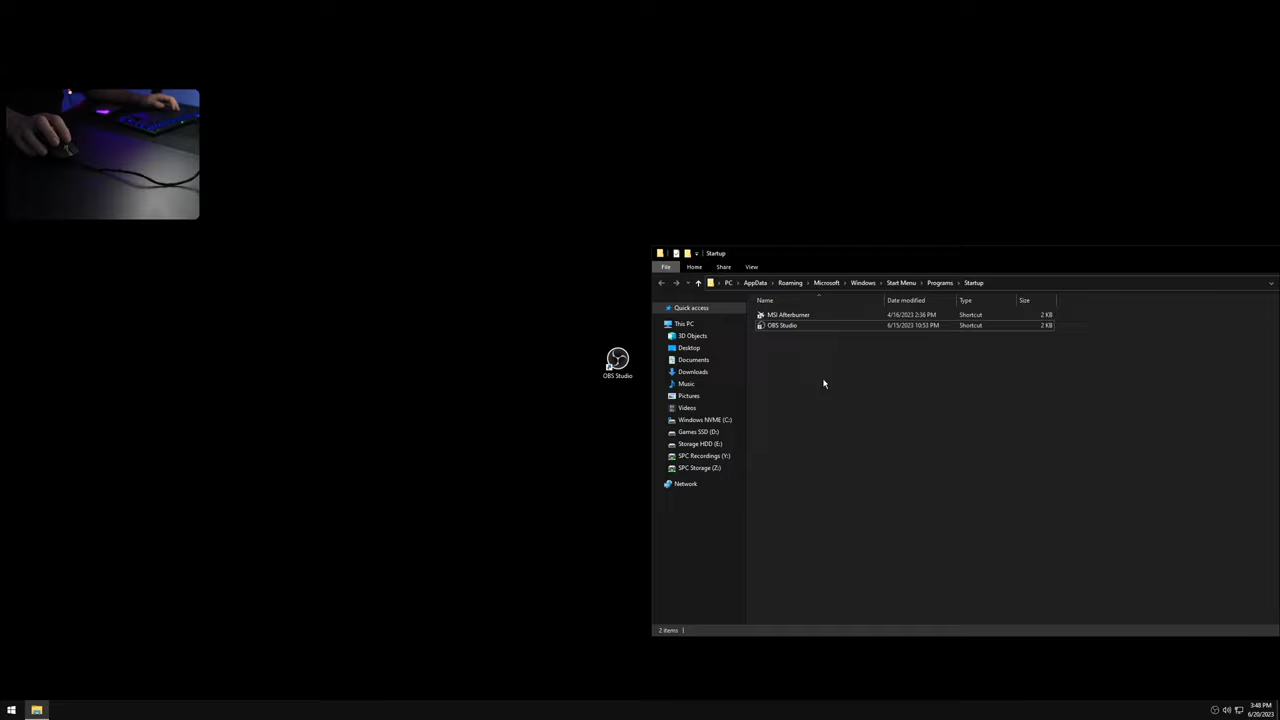 Startup
File Home Share View
PC AppData Roaming Microsoft Windows Start Menu Programs Startup
Quick access
This PC
3D Objects
Desktop
Documents
Downloads
Music
Pictures
Videos
Windows NVME (C:)
Games SSD (D:)
Storage HDD (E:)
SPC Recordings (Y:)
SPC Storage (Z:)
Network
Name Date modified Type Size
MSI Afterburner 4/16/2023 2:36 PM Shortcut 2 KB
OBS Studio 6/15/2023 10:53 PM Shortcut 2 KB
OBS Studio
2 items
3:48 PM
6/20/2023